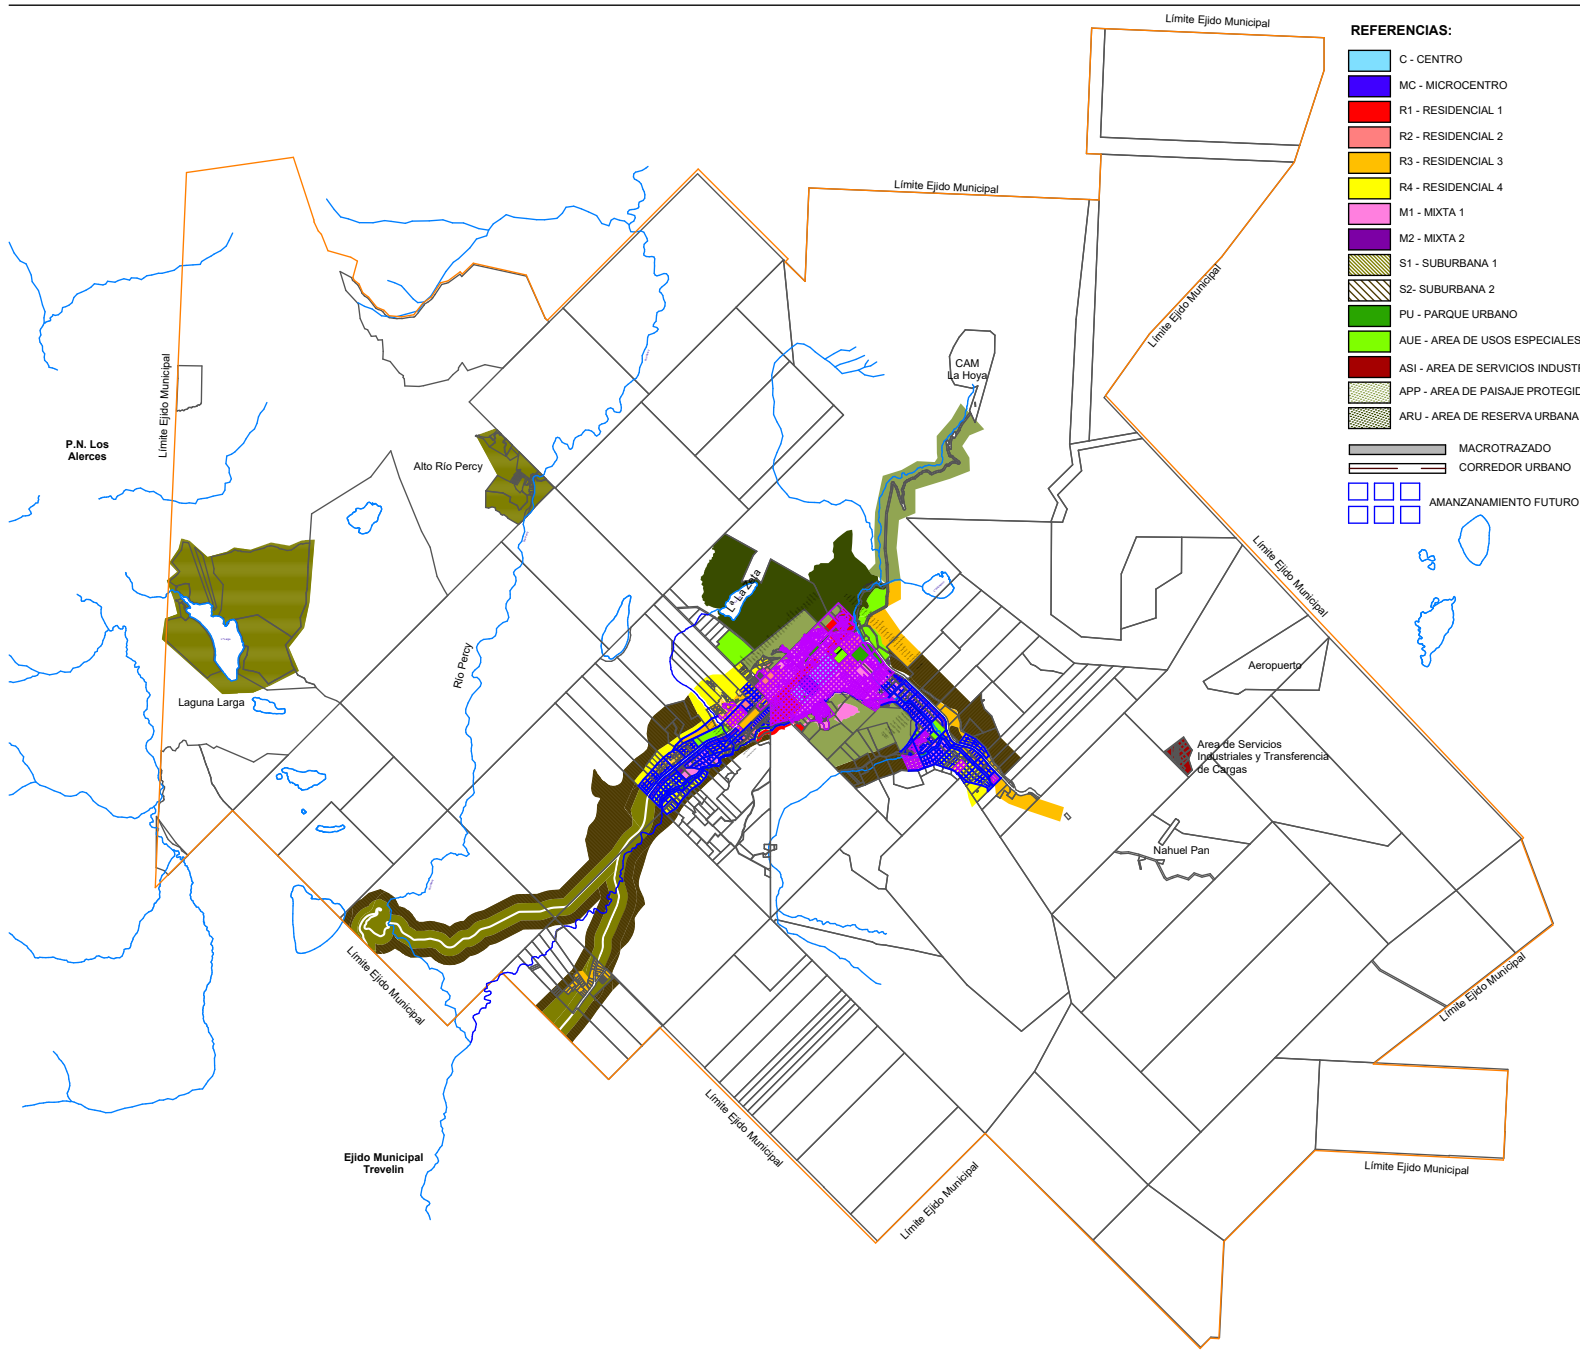 Límite Ejido Municipal
REFERENCIAS:
C - CENTRO
MC - MICROCENTRO
R1 - RESIDENCIAL 1
R2 - RESIDENCIAL 2
R3 - RESIDENCIAL 3
R4 - RESIDENCIAL 4
M1 - MIXTA 1
M2 - MIXTA 2
S1 - SUBURBANA 1
S2- SUBURBANA 2
PU - PARQUE URBANO
AUE - AREA DE USOS ESPECIALES
ASI - AREA DE SERVICIOS INDUSTR
APP - AREA DE PAISAJE PROTEGID
ARU - AREA DE RESERVA URBANA
MACROTRAZADO
CORREDOR URBANO
AMANZANAMIENTO FUTURO
Límite Ejido Municipal
Límite Ejido Municipal
Límite Ejido Municipal
CAM
La Hoya
P.N. Los
Alerces
Alto Río Percy
Límite Ejido Municipal
Lª. La Zeta
Río Percy
Laguna Larga
Aeropuerto
Area de Servicios
Industriales y Transferencia
de Cargas
Nahuel Pan
Límite Ejido Municipal
Límite Ejido Municipal
Límite Ejido Municipal
Límite Ejido Municipal
Límite Ejido Municipal
Ejido Municipal
Trevelin